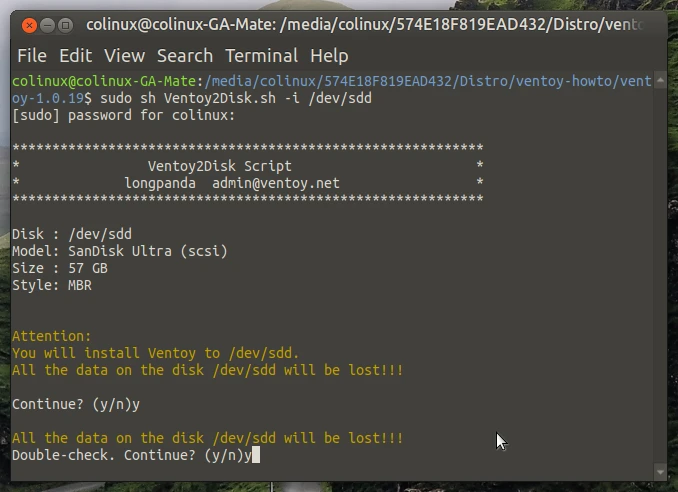 colinux@colinux-GA-Mate: /media/colinux/574E18F819EAD432/Distro/vento
File Edit View Search Terminal Help
colinux@colinux-GA-Mate:/media/colinux/574E18F819EAD432/Distro/ventoy-howto/vent
oy-1.0.19$ sudo sh Ventoy2Disk.sh -i /dev/sdd
[sudo] password for colinux:
***********************************************************
* Ventoy2Disk Script *
* longpanda admin@ventoy.net *
***********************************************************
Disk : /dev/sdd
Model: SanDisk Ultra (scsi)
Size : 57 GB
Style: MBR
Attention:
You will install Ventoy to /dev/sdd.
All the data on the disk /dev/sdd will be lost!!!
Continue? (y/n)y
All the data on the disk /dev/sdd will be lost!!!
Double-check. Continue? (y/n)y